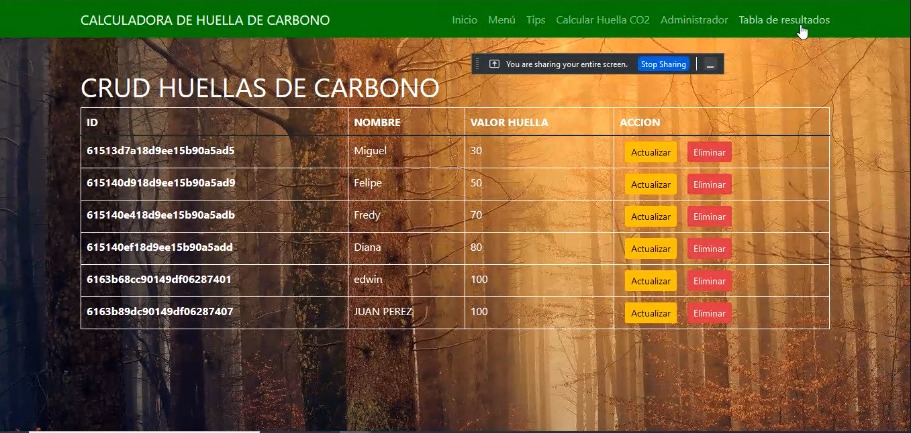 CALCULADORA DE HUELLA DE CARBONO Inicio Menú Tips Calcular Huella CO2 Administrador Tabla de resultados
You are sharing your entire screen. Stop Sharing
CRUD HUELLAS DE CARBONO
ID NOMBRE VALOR HUELLA ACCION
61513d7a18d9ee15b90a5ad5 Miguel 30 Actualizar Eliminar
615140d918d9ee15b90a5ad9 Felipe 50 Actualizar Eliminar
615140e418d9ee15b90a5adb Fredy 70 Actualizar Eliminar
615140ef18d9ee15b90a5add Diana 80 Actualizar Eliminar
6163b68cc90149df06287401 edwin 100 Actualizar Eliminar
6163b89dc90149df06287407 JUAN PEREZ 100 Actualizar Eliminar